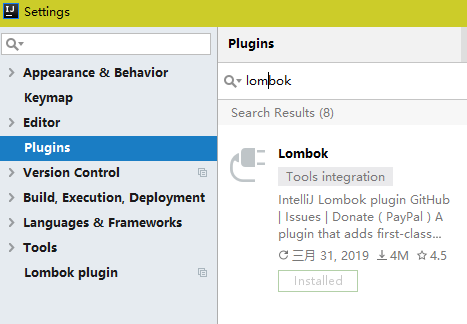 Settings
Plugins
lombok
Search Results (8)
Appearance & Behavior
Keymap
Editor
Plugins
Version Control
Build, Execution, Deployment
Languages & Frameworks
Tools
Lombok plugin
Lombok
Tools integration
IntelliJ Lombok plugin GitHub
| Issues | Donate ( PayPal ) A
plugin that adds first-class...
三月 31, 2019 4M 4.5
Installed